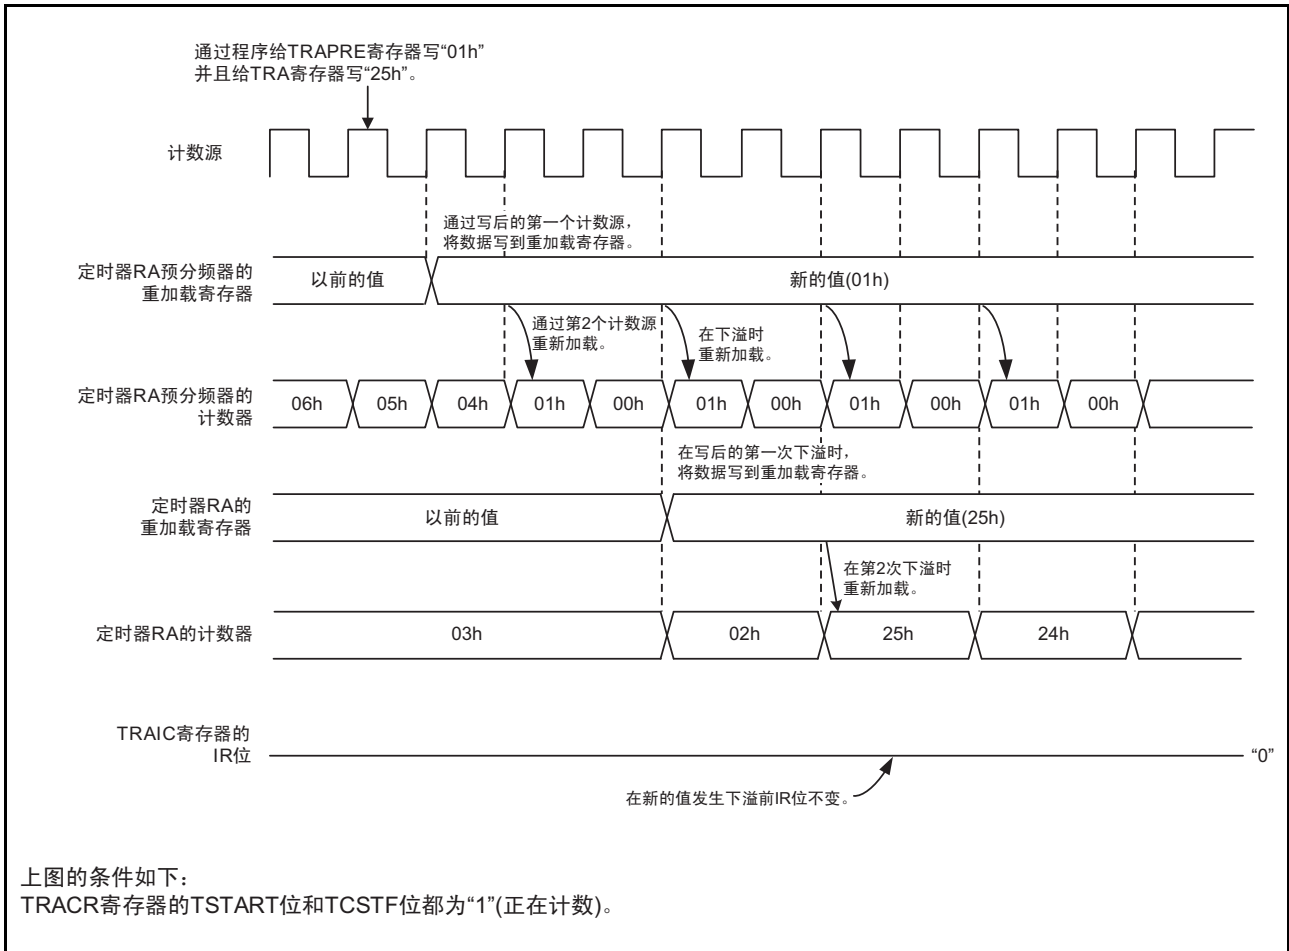 通过程序给TRAPRE寄存器写“01h”
并且给TRA寄存器写“25h”。
计数源
通过写后的第一个计数源，
将数据写到重加载寄存器。
定时器RA预分频器的
重加载寄存器
以前的值
新的值(01h)
通过第2个计数源
重新加载。
在下溢时
重新加载。
定时器RA预分频器的
计数器
06h 05h 04h 01h 00h 01h 00h 01h 00h 01h 00h
在写后的第一次下溢时，
将数据写到重加载寄存器。
定时器RA的
重加载寄存器
以前的值
新的值(25h)
在第2次下溢时
重新加载。
定时器RA的计数器
03h 02h 25h 24h
TRAIC寄存器的
IR位
“0”
在新的值发生下溢前IR位不变。
上图的条件如下：
TRACR寄存器的TSTART位和TCSTF位都为“1”(正在计数)。